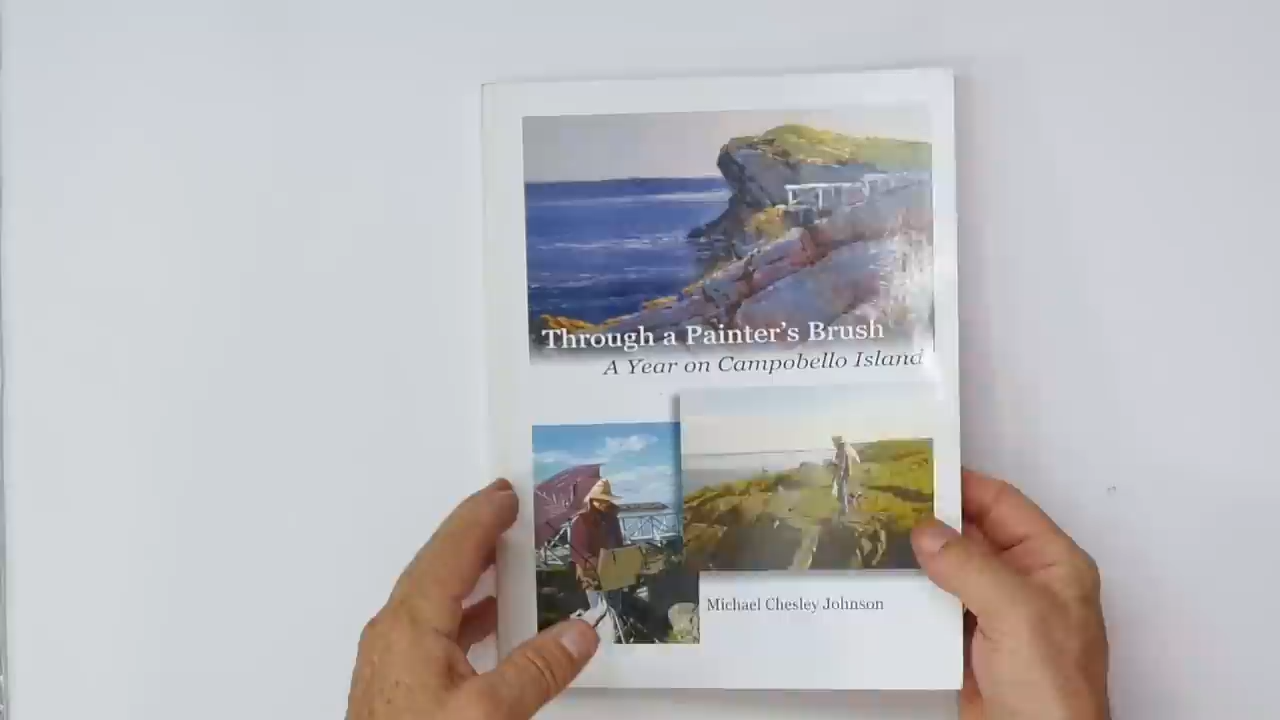 Through a Painter's Brush
A Year on Campobello Island
Michael Chesley Johnson